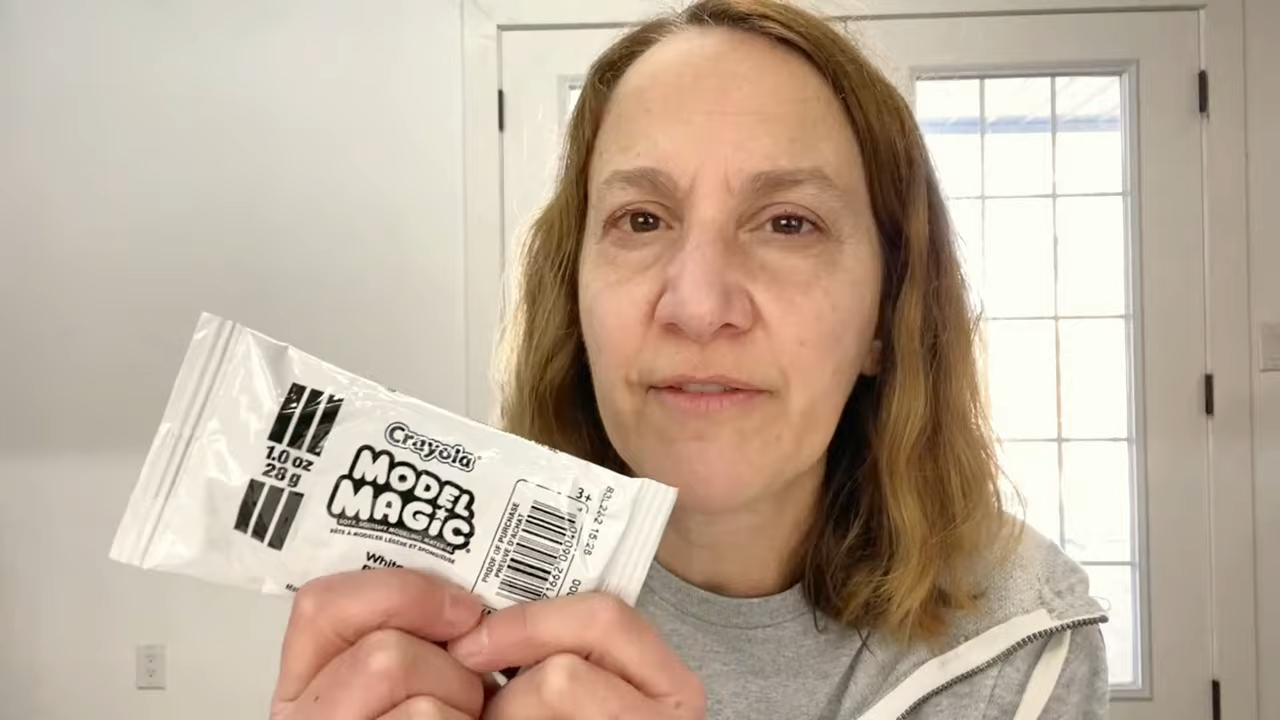 1.0 oz
28 g
Crayola
MODEL
MAGIC
SOFT, SQUISHY MODELING MATERIAL
PÂTE À MODELER LÉGÈRE ET SPONGIEUSE
White
PROOF OF PURCHASE
PREUVE D'ACHAT
3+